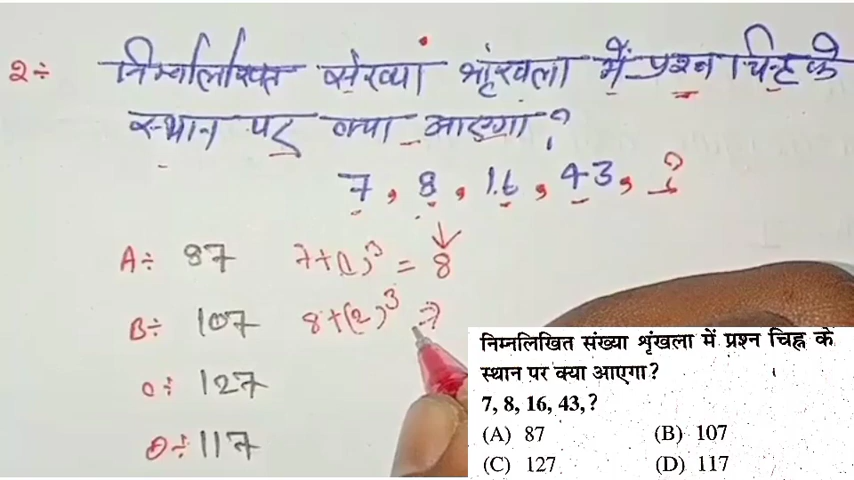 २÷ निम्नलिखित संख्यां श्रृंखला में प्रश्न चिन्ह के
स्थान पर क्या आएगा?
7, 8, 16, 43, ?
A÷ 87 7+(1)³ = 8
B÷ 107 8+(2)³ ⇒
C÷ 127
D÷ 117
निम्नलिखित संख्या शृंखला में प्रश्न चिह्न के
स्थान पर क्या आएगा?
7, 8, 16, 43,?
(A) 87 (B) 107
(C) 127 (D) 117